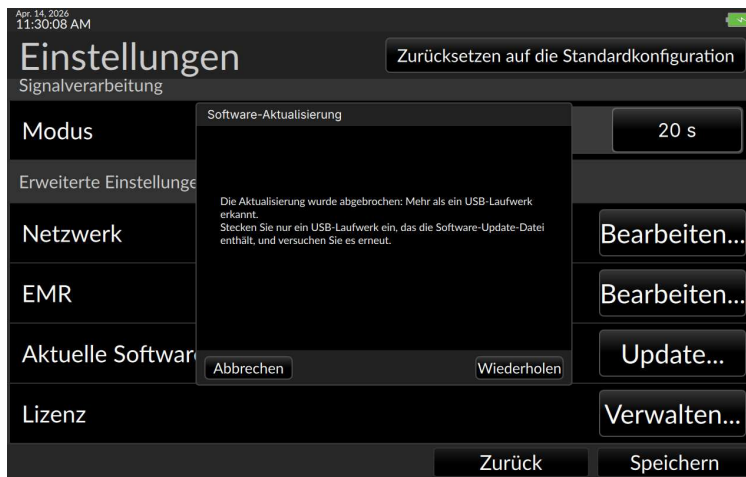 Apr. 14, 2026
11:30:08 AM
Einstellungen
Zurücksetzen auf die Standardkonfiguration
Signalverarbeitung
Software-Aktualisierung
Modus
20 s
Erweiterte Einstellunge
Die Aktualisierung wurde abgebrochen: Mehr als ein USB-Laufwerk
erkannt.
Stecken Sie nur ein USB-Laufwerk ein, das die Software-Update-Datei
enthält, und versuchen Sie es erneut.
Netzwerk
Bearbeiten...
EMR
Bearbeiten...
Aktuelle Softwar
Update...
Abbrechen
Wiederholen
Lizenz
Verwalten...
Zurück
Speichern